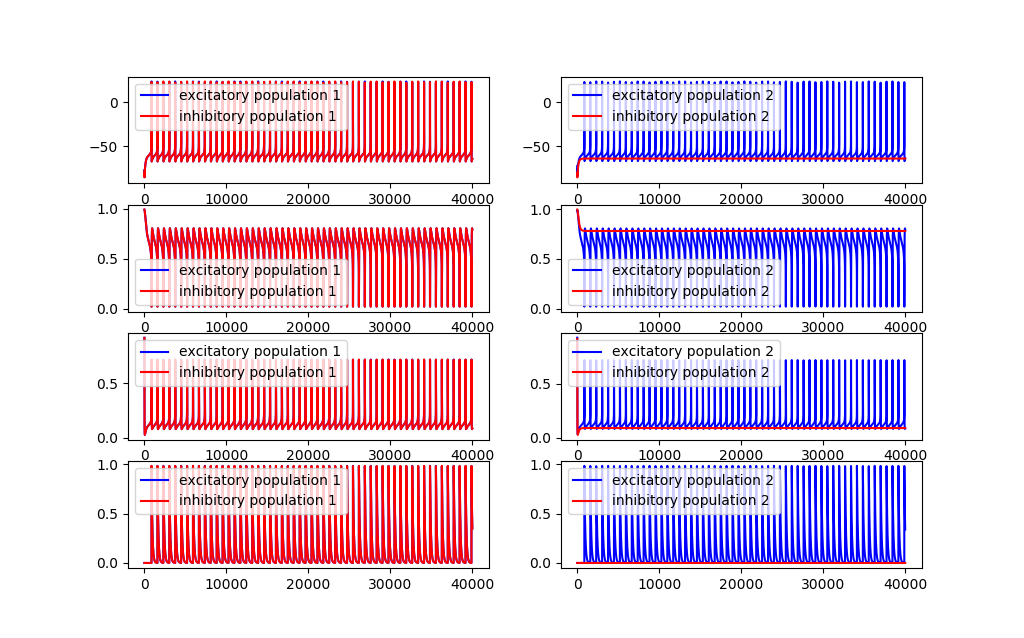 0
−50
excitatory population 1
inhibitory population 1
0 10000 20000 30000 40000
0
−50
excitatory population 2
inhibitory population 2
0 10000 20000 30000 40000
1.0
0.5
0.0
excitatory population 1
inhibitory population 1
0 10000 20000 30000 40000
1.0
0.5
0.0
excitatory population 2
inhibitory population 2
0 10000 20000 30000 40000
0.5
0.0
excitatory population 1
inhibitory population 1
0 10000 20000 30000 40000
0.5
0.0
excitatory population 2
inhibitory population 2
0 10000 20000 30000 40000
1.0
0.5
0.0
excitatory population 1
inhibitory population 1
0 10000 20000 30000 40000
1.0
0.5
0.0
excitatory population 2
inhibitory population 2
0 10000 20000 30000 40000